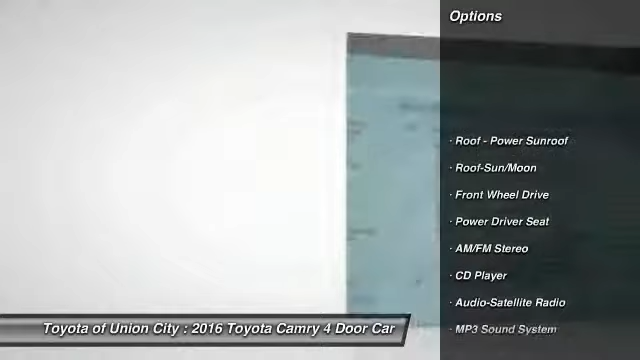 Options
· Roof - Power Sunroof
· Roof-Sun/Moon
· Front Wheel Drive
· Power Driver Seat
· AM/FM Stereo
· CD Player
· Audio-Satellite Radio
· MP3 Sound System
Toyota of Union City : 2016 Toyota Camry 4 Door Car